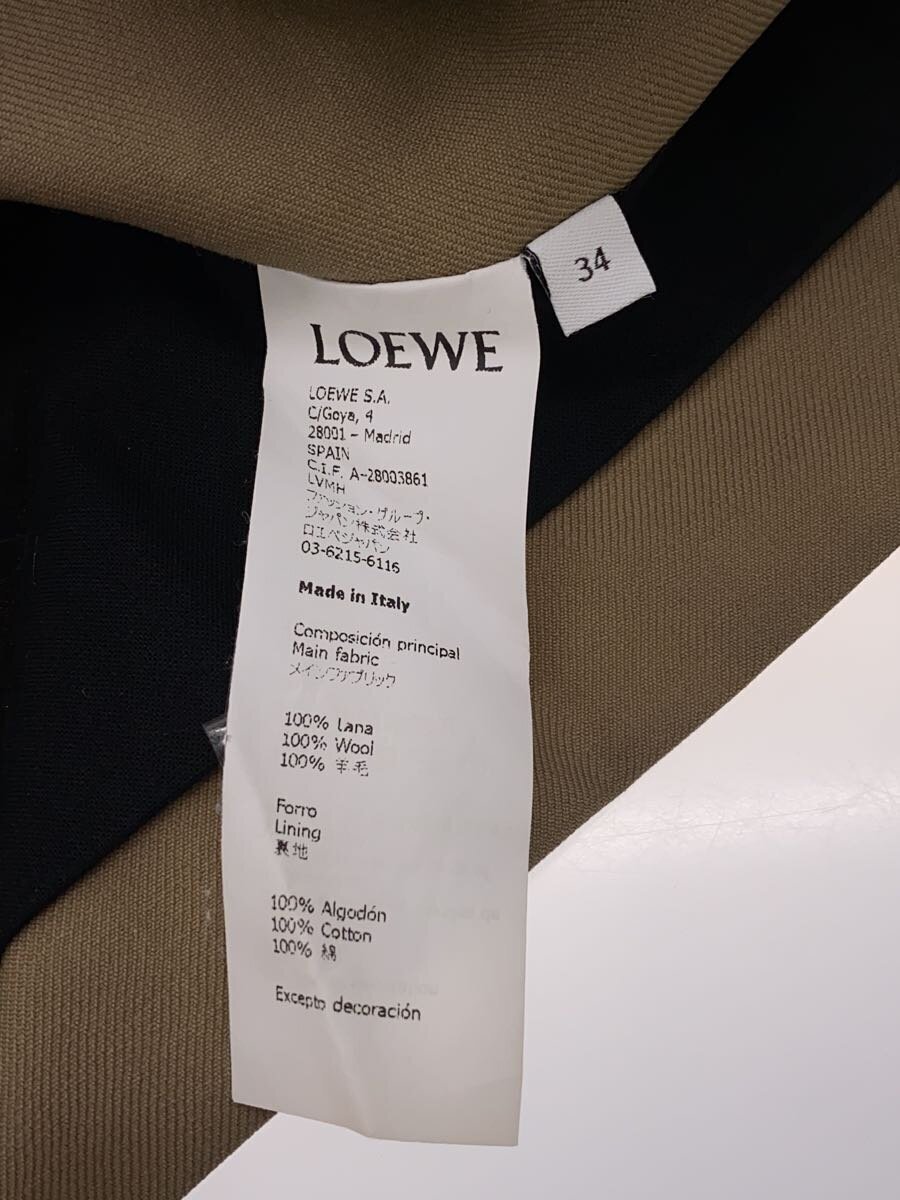 34
LOEWE
LOEWE S.A.
C/Goya, 4
28001 - Madrid
SPAIN
C.I.F. A-28003861
LVMH
ファッション・グループ・
ジャパン株式会社
ロエベジャパン
03-6215-6116
Made in Italy
Composición principal
Main fabric
メインファブリック
100% Lana
100% Wool
100% 羊毛
Forro
Lining
裏地
100% Algodón
100% Cotton
100% 綿
Excepto decoración